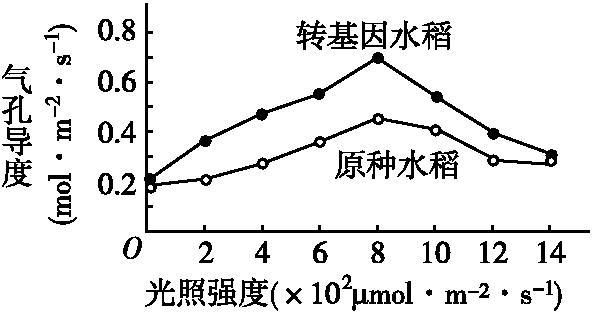 气孔导度
(mol·m⁻²·s⁻¹)
0.8
0.6
0.4
0.2
O
转基因水稻
原种水稻
2 4 6 8 10 12 14
光照强度(×10²μmol·m⁻²·s⁻¹)